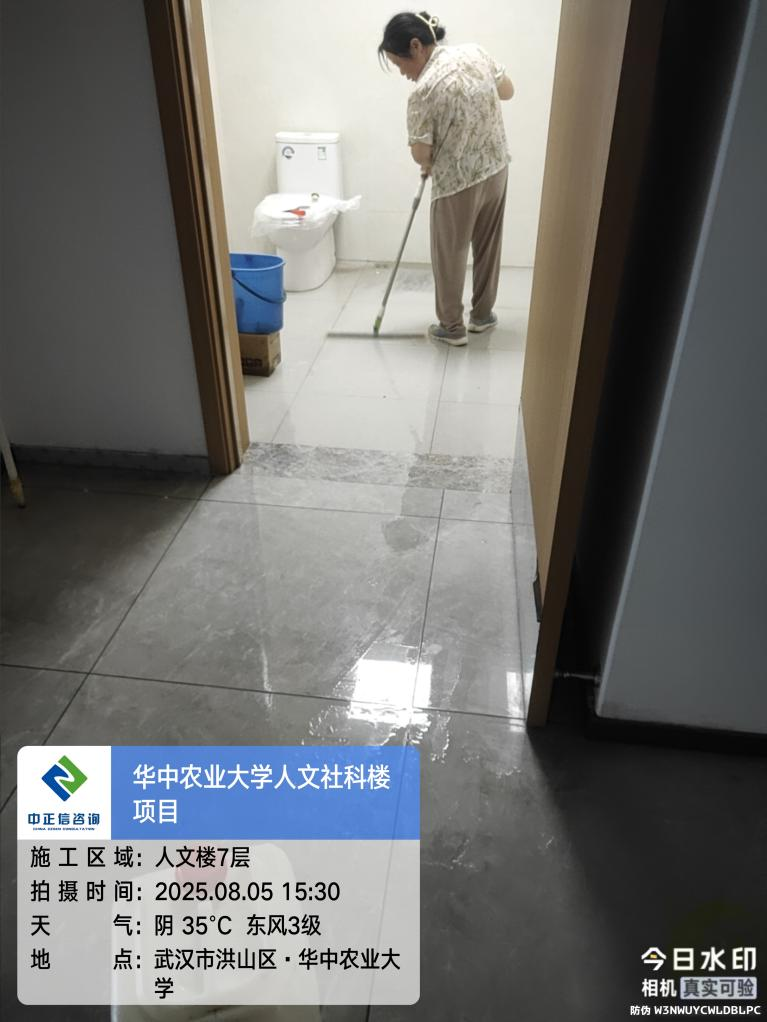 华中农业大学人文社科楼
项目
中正信咨询
施工区域：人文楼7层
拍摄时间：2025.08.05 15:30
天气：阴 35°C 东风3级
地点：武汉市洪山区·华中农业大
学
今日水印
相机 真实可验
防伪 W3NWUYCWLDBLPC